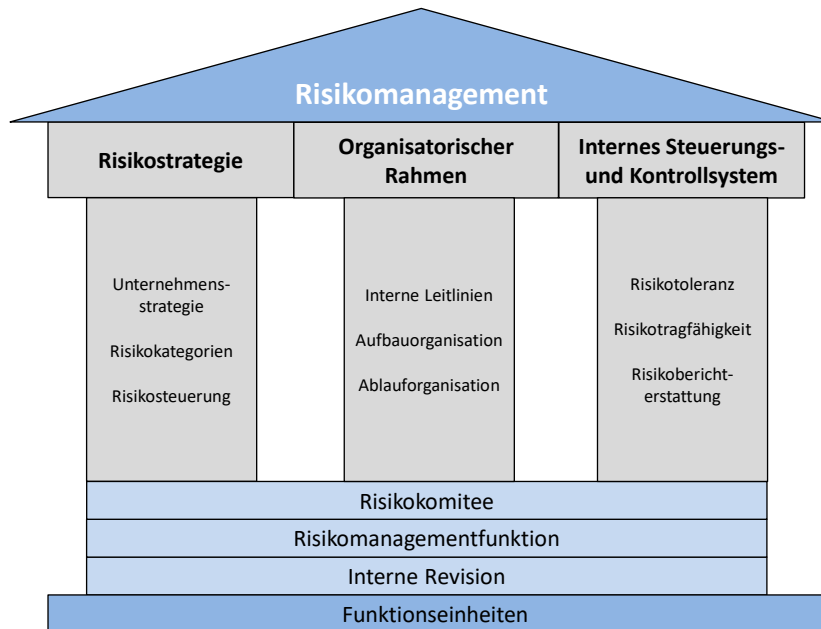 Risikomanagement
Risikostrategie
Organisatorischer
Rahmen
Internes Steuerungs-
und Kontrollsystem
Unternehmens-
strategie
Risikokategorien
Risikosteuerung
Interne Leitlinien
Aufbauorganisation
Ablauforganisation
Risikotoleranz
Risikotragfähigkeit
Risikobericht-
erstattung
Risikokomitee
Risikomanagementfunktion
Interne Revision
Funktionseinheiten